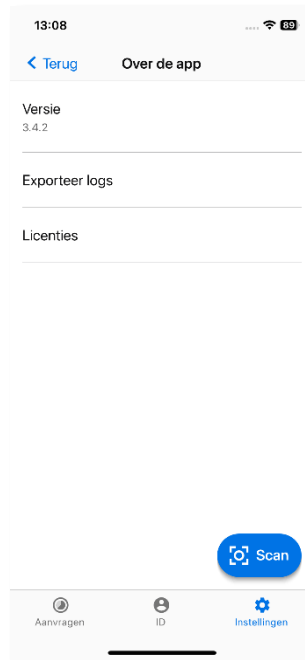 13:08
89
Terug
Over de app
Versie
3.4.2
Exporteer logs
Licenties
Scan
Aanvragen
ID
Instellingen